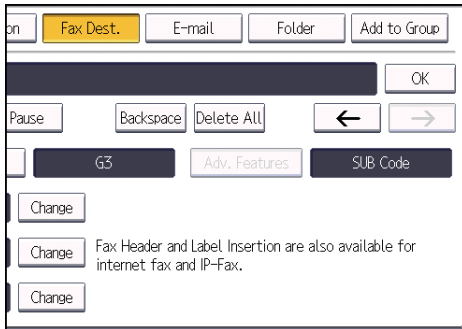 on Fax Dest. E-mail Folder Add to Group
OK
Pause Backspace Delete All ← →
G3 Adv. Features SUB Code
Change
Change Fax Header and Label Insertion are also available for
internet fax and IP-Fax.
Change